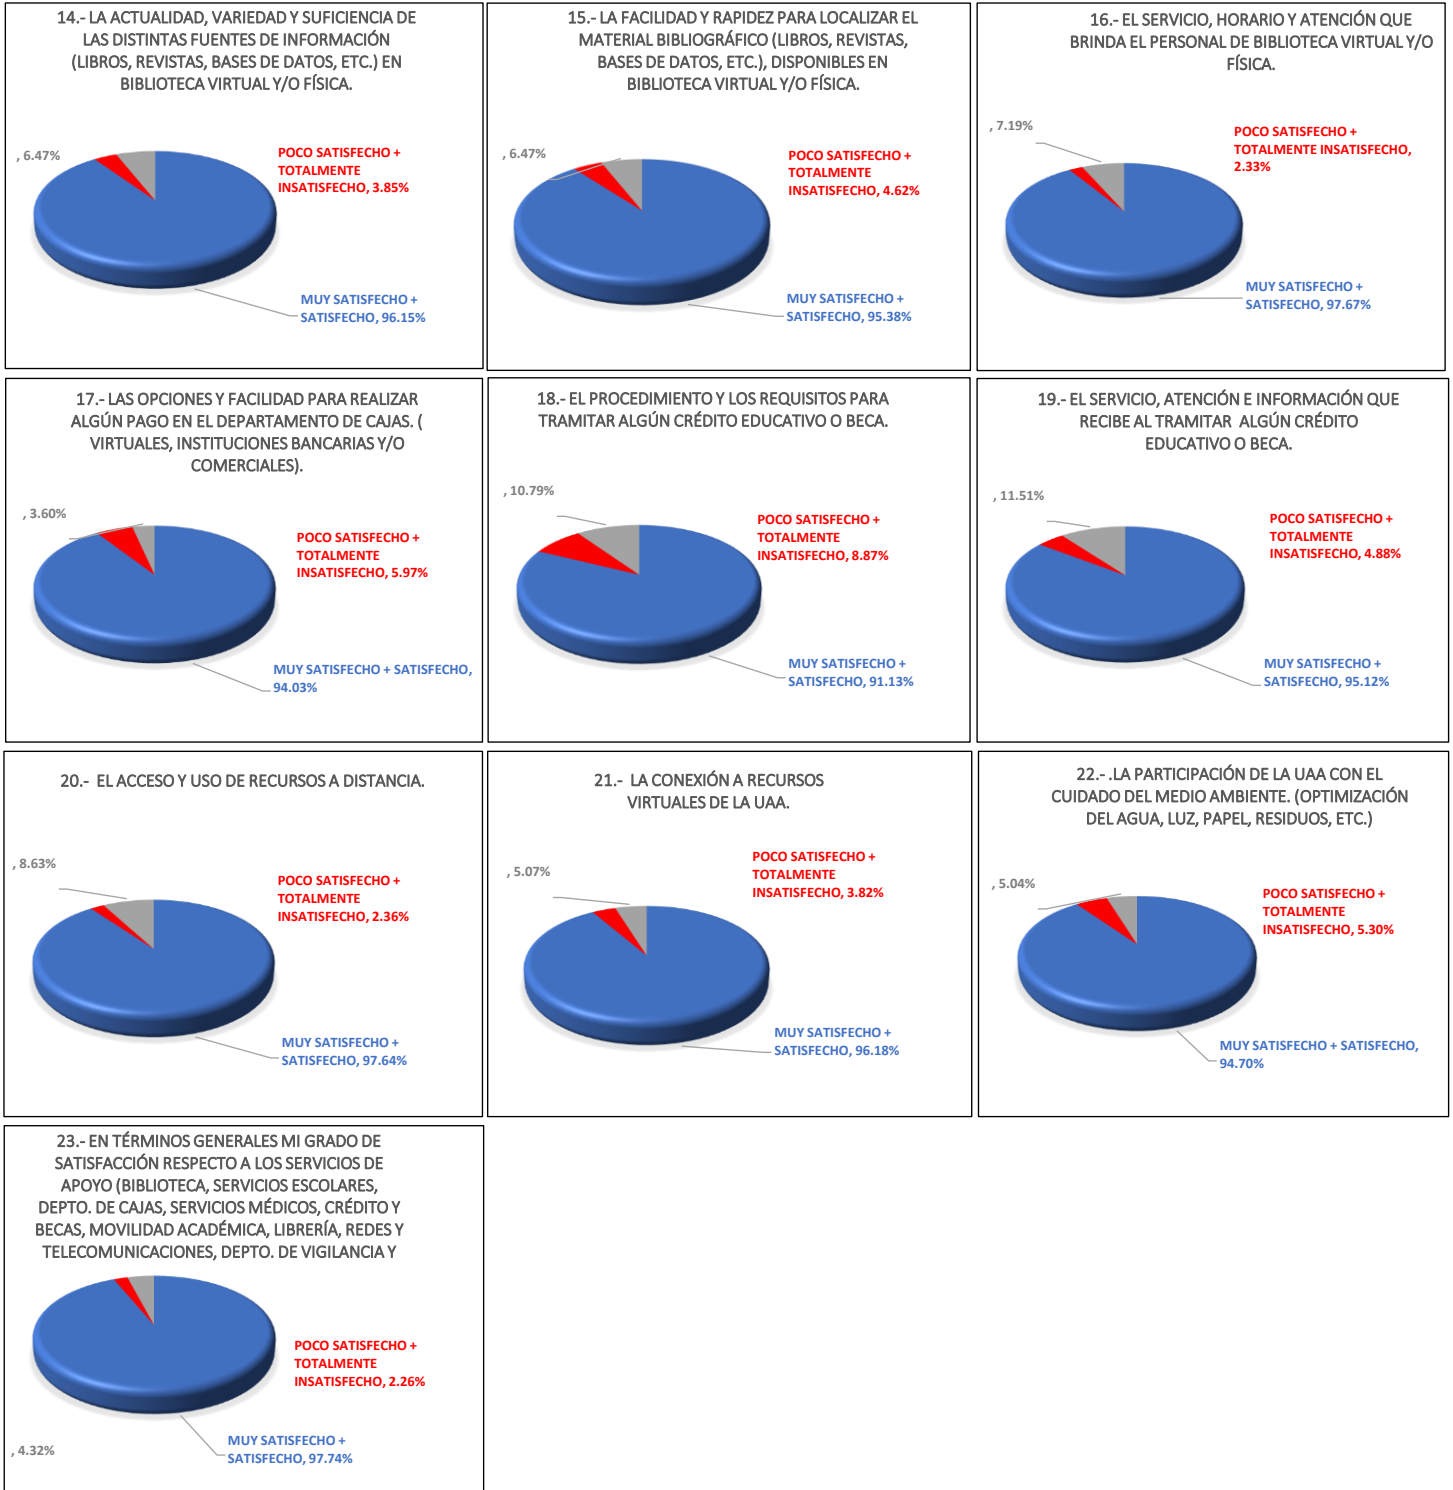 14.- LA ACTUALIDAD, VARIEDAD Y SUFICIENCIA DE
LAS DISTINTAS FUENTES DE INFORMACIÓN
(LIBROS, REVISTAS, BASES DE DATOS, ETC.) EN
BIBLIOTECA VIRTUAL Y/O FÍSICA.
, 6.47%
POCO SATISFECHO +
TOTALMENTE
INSATISFECHO, 3.85%
MUY SATISFECHO +
SATISFECHO, 96.15%
15.- LA FACILIDAD Y RAPIDEZ PARA LOCALIZAR EL
MATERIAL BIBLIOGRÁFICO (LIBROS, REVISTAS,
BASES DE DATOS, ETC.), DISPONIBLES EN
BIBLIOTECA VIRTUAL Y/O FÍSICA.
, 6.47%
POCO SATISFECHO +
TOTALMENTE
INSATISFECHO, 4.62%
MUY SATISFECHO +
SATISFECHO, 95.38%
16.- EL SERVICIO, HORARIO Y ATENCIÓN QUE
BRINDA EL PERSONAL DE BIBLIOTECA VIRTUAL Y/O
FÍSICA.
, 7.19%
POCO SATISFECHO +
TOTALMENTE INSATISFECHO,
2.33%
MUY SATISFECHO +
SATISFECHO, 97.67%
17.- LAS OPCIONES Y FACILIDAD PARA REALIZAR
ALGÚN PAGO EN EL DEPARTAMENTO DE CAJAS. (
VIRTUALES, INSTITUCIONES BANCARIAS Y/O
COMERCIALES).
, 3.60%
POCO SATISFECHO +
TOTALMENTE
INSATISFECHO, 5.97%
MUY SATISFECHO + SATISFECHO,
94.03%
18.- EL PROCEDIMIENTO Y LOS REQUISITOS PARA
TRAMITAR ALGÚN CRÉDITO EDUCATIVO O BECA.
, 10.79%
POCO SATISFECHO +
TOTALMENTE
INSATISFECHO, 8.87%
MUY SATISFECHO +
SATISFECHO, 91.13%
19.- EL SERVICIO, ATENCIÓN E INFORMACIÓN QUE
RECIBE AL TRAMITAR ALGÚN CRÉDITO
EDUCATIVO O BECA.
, 11.51%
POCO SATISFECHO +
TOTALMENTE
INSATISFECHO, 4.88%
MUY SATISFECHO +
SATISFECHO, 95.12%
20.- EL ACCESO Y USO DE RECURSOS A DISTANCIA.
, 8.63%
POCO SATISFECHO +
TOTALMENTE
INSATISFECHO, 2.36%
MUY SATISFECHO +
SATISFECHO, 97.64%
21.- LA CONEXIÓN A RECURSOS
VIRTUALES DE LA UAA.
, 5.07%
POCO SATISFECHO +
TOTALMENTE
INSATISFECHO, 3.82%
MUY SATISFECHO +
SATISFECHO, 96.18%
22.- .LA PARTICIPACIÓN DE LA UAA CON EL
CUIDADO DEL MEDIO AMBIENTE. (OPTIMIZACIÓN
DEL AGUA, LUZ, PAPEL, RESIDUOS, ETC.)
, 5.04%
POCO SATISFECHO +
TOTALMENTE
INSATISFECHO, 5.30%
MUY SATISFECHO + SATISFECHO,
94.70%
23.- EN TÉRMINOS GENERALES MI GRADO DE
SATISFACCIÓN RESPECTO A LOS SERVICIOS DE
APOYO (BIBLIOTECA, SERVICIOS ESCOLARES,
DEPTO. DE CAJAS, SERVICIOS MÉDICOS, CRÉDITO Y
BECAS, MOVILIDAD ACADÉMICA, LIBRERÍA, REDES Y
TELECOMUNICACIONES, DEPTO. DE VIGILANCIA Y
POCO SATISFECHO +
TOTALMENTE
INSATISFECHO, 2.26%
MUY SATISFECHO +
SATISFECHO, 97.74%
, 4.32%